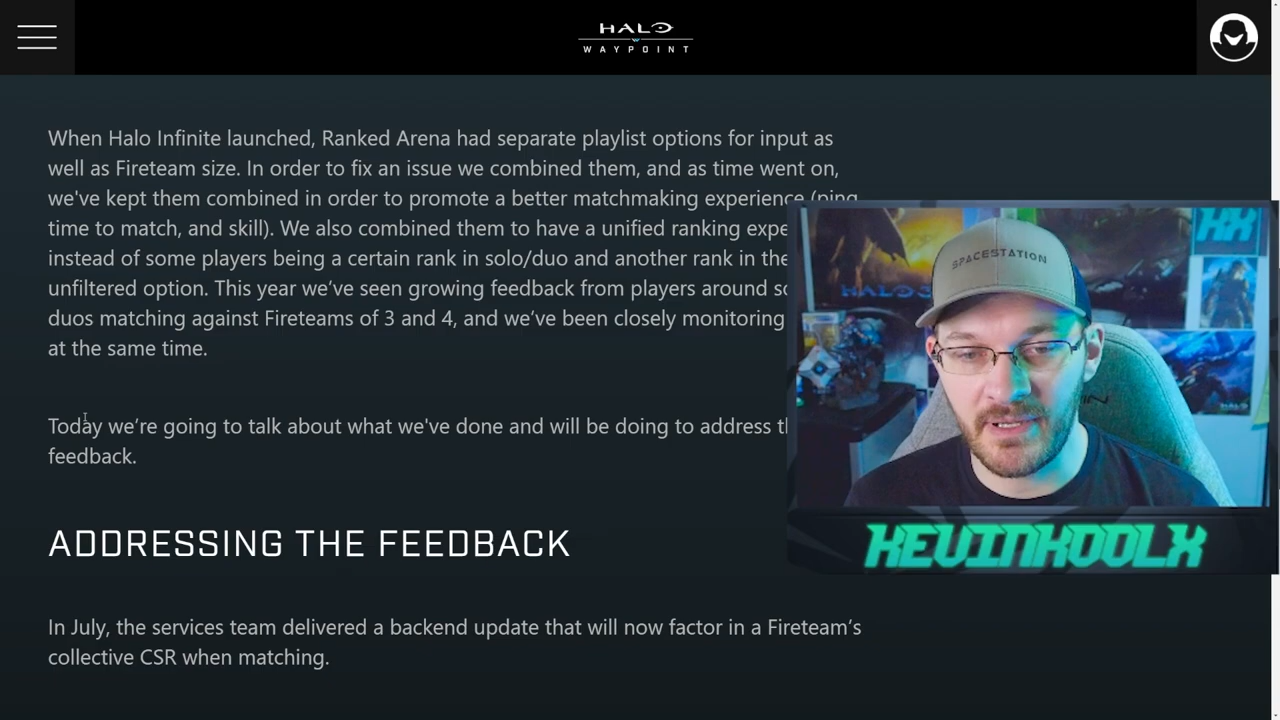 HALO
WAYPOINT
When Halo Infinite launched, Ranked Arena had separate playlist options for input as
well as Fireteam size. In order to fix an issue we combined them, and as time went on,
we've kept them combined in order to promote a better matchmaking experience (ping
time to match, and skill). We also combined them to have a unified ranking expe
instead of some players being a certain rank in solo/duo and another rank in the
unfiltered option. This year we’ve seen growing feedback from players around so
duos matching against Fireteams of 3 and 4, and we’ve been closely monitoring
at the same time.
Today we’re going to talk about what we've done and will be doing to address th
feedback.
ADDRESSING THE FEEDBACK
In July, the services team delivered a backend update that will now factor in a Fireteam’s
collective CSR when matching.
KX
SPACESTATION
HALO
KEVINKOOLX